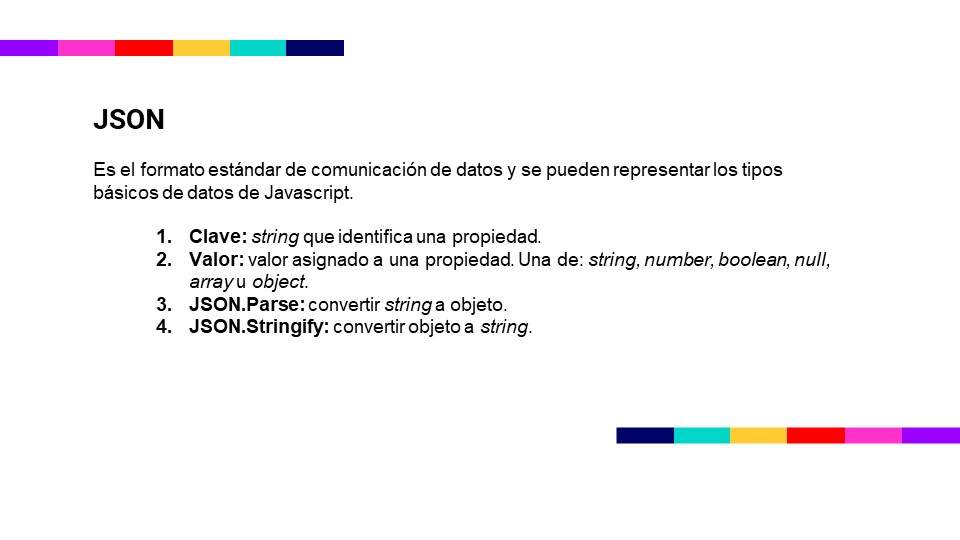 JSON
Es el formato estándar de comunicación de datos y se pueden representar los tipos
básicos de datos de Javascript.
1. Clave: string que identifica una propiedad.
2. Valor: valor asignado a una propiedad. Una de: string, number, boolean, null,
array u object.
3. JSON.Parse: convertir string a objeto.
4. JSON.Stringify: convertir objeto a string.